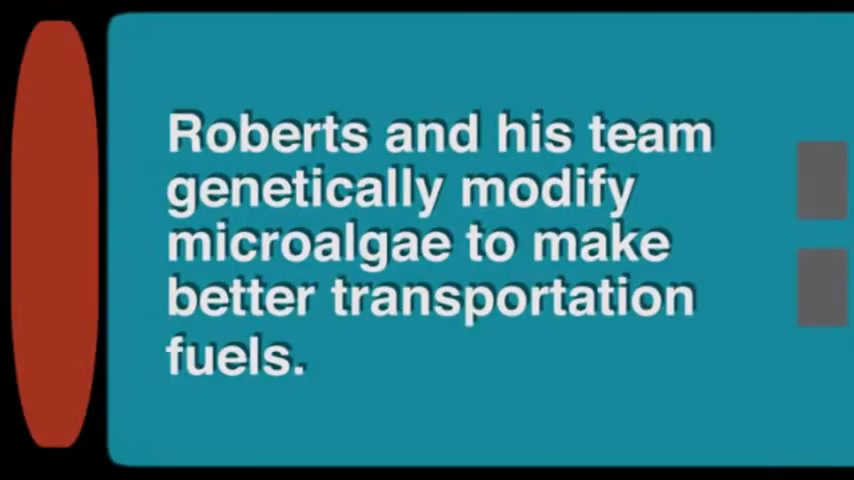 Roberts and his team
genetically modify
microalgae to make
better transportation
fuels.